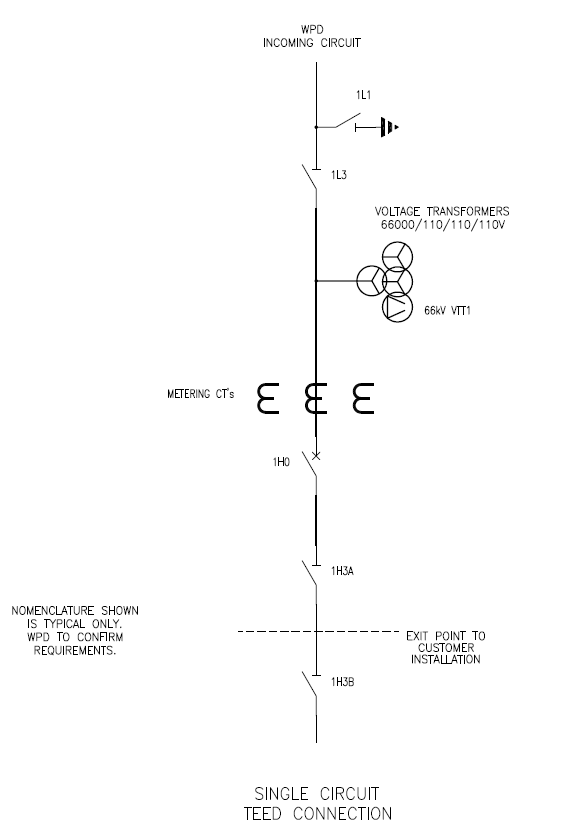 WPD
INCOMING CIRCUIT
1L1
1L3
VOLTAGE TRANSFORMERS
66000/110/110/110V
66kV VTT1
METERING CT's
1H0
1H3A
NOMENCLATURE SHOWN
IS TYPICAL ONLY.
WPD TO CONFIRM
REQUIREMENTS.
EXIT POINT TO
CUSTOMER
INSTALLATION
1H3B
SINGLE CIRCUIT
TEED CONNECTION